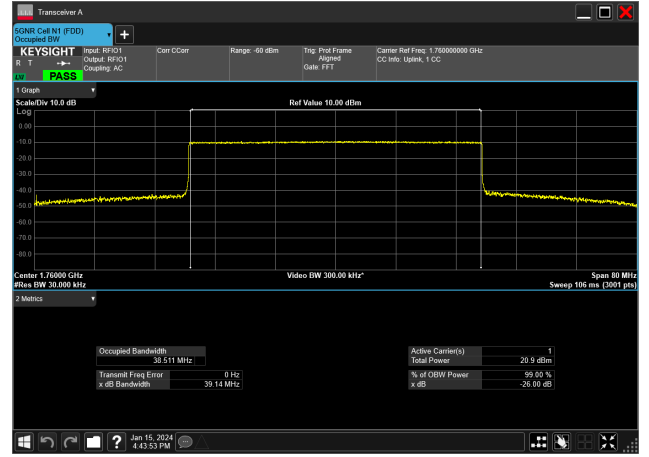 Transceiver A
5GNR Cell N1 (FDD)
Occupied BW
KEYSIGHT
R T
LVI
PASS
Input: RFIO1
Output: RFIO1
Coupling: AC
Corr CCorr
Range: -60 dBm
Trig: Prot Frame
Aligned
Gate: FFT
Carrier Ref Freq: 1.760000000 GHz
CC Info: Uplink, 1 CC
1 Graph
Scale/Div 10.0 dB
Ref Value 10.00 dBm
Log
0.00
-10.0
-20.0
-30.0
-40.0
-50.0
-60.0
-70.0
-80.0
Center 1.76000 GHz
Video BW 300.00 kHz*
Span 80 MHz
#Res BW 30.000 kHz
Sweep 106 ms (3001 pts)
2 Metrics
Occupied Bandwidth
38.511 MHz
Transmit Freq Error 0 Hz
x dB Bandwidth 39.14 MHz
Active Carrier(s) 1
Total Power 20.9 dBm
% of OBW Power 99.00 %
x dB -26.00 dB
Jan 15, 2024
4:43:53 PM